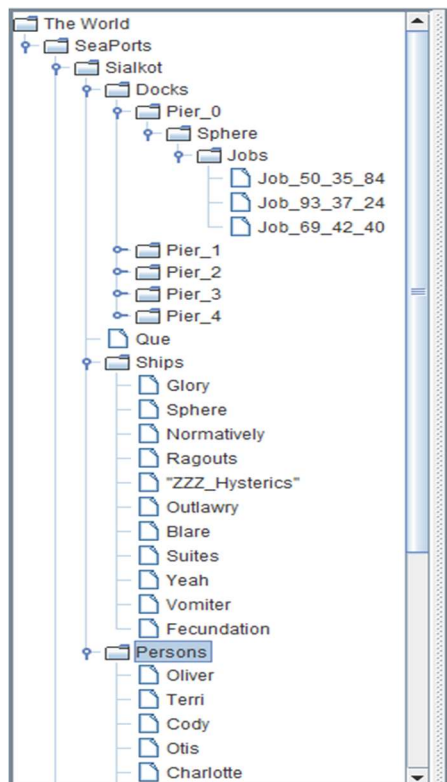 The World
SeaPorts
Sialkot
Docks
Pier_0
Sphere
Jobs
Job_50_35_84
Job_93_37_24
Job_69_42_40
Pier_1
Pier_2
Pier_3
Pier_4
Que
Ships
Glory
Sphere
Normatively
Ragouts
"ZZZ_Hysterics"
Outlawry
Blare
Suites
Yeah
Vomiter
Fecundation
Persons
Oliver
Terri
Cody
Otis
Charlotte